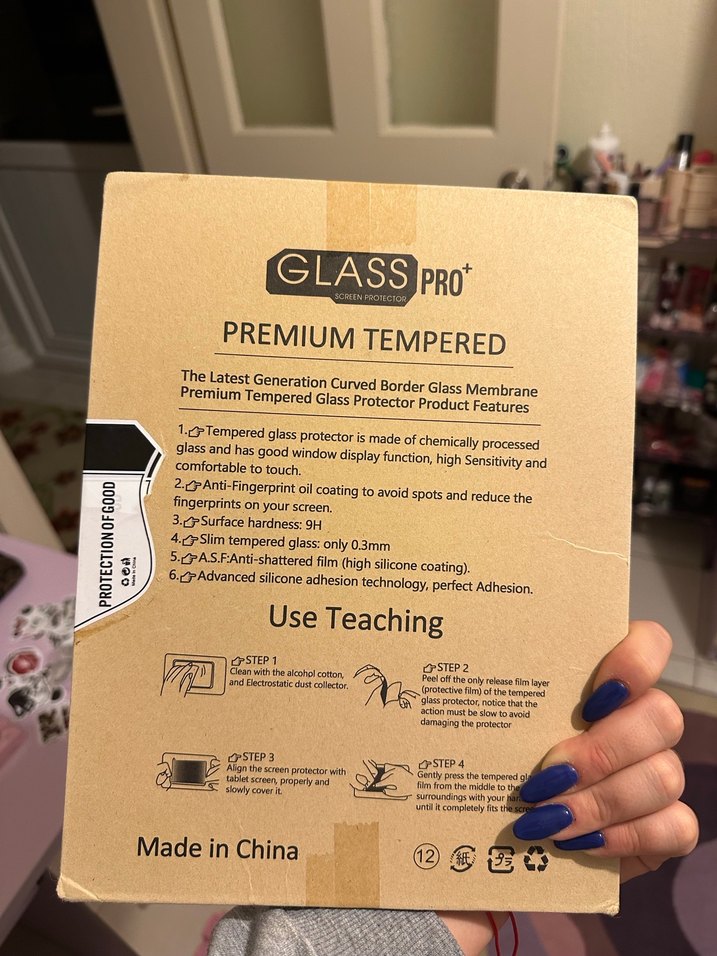 GLASS PRO+
SCREEN PROTECTOR
PREMIUM TEMPERED
The Latest Generation Curved Border Glass Membrane
Premium Tempered Glass Protector Product Features
1.Tempered glass protector is made of chemically processed
glass and has good window display function, high Sensitivity and
comfortable to touch.
2.Anti-Fingerprint oil coating to avoid spots and reduce the
fingerprints on your screen.
3.Surface hardness: 9H
4.Slim tempered glass: only 0.3mm
5.A.S.F:Anti-shattered film (high silicone coating).
6.Advanced silicone adhesion technology, perfect Adhesion.
PROTECTION OF GOOD
Made in China
Use Teaching
STEP 1
Clean with the alcohol cotton,
and Electrostatic dust collector.
STEP 2
Peel off the only release film layer
(protective film) of the tempered
glass protector, notice that the
action must be slow to avoid
damaging the protector
STEP 3
Align the screen protector with
tablet screen, properly and
slowly cover it.
STEP 4
Gently press the tempered
film from the middle to the
surroundings with your
until it completely fits the
Made in China
12 紙 プラ